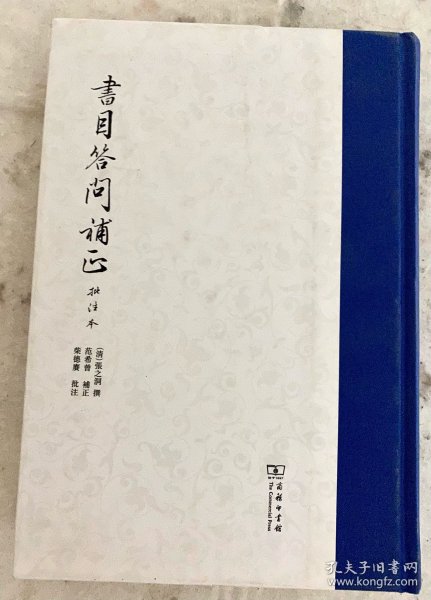 書目答問補正
批注本
(清)張之洞 撰
范希曾 補正
柴德賡 批注
商務印書館
The Commercial Press
孔夫子旧书网
www.kongfz.com